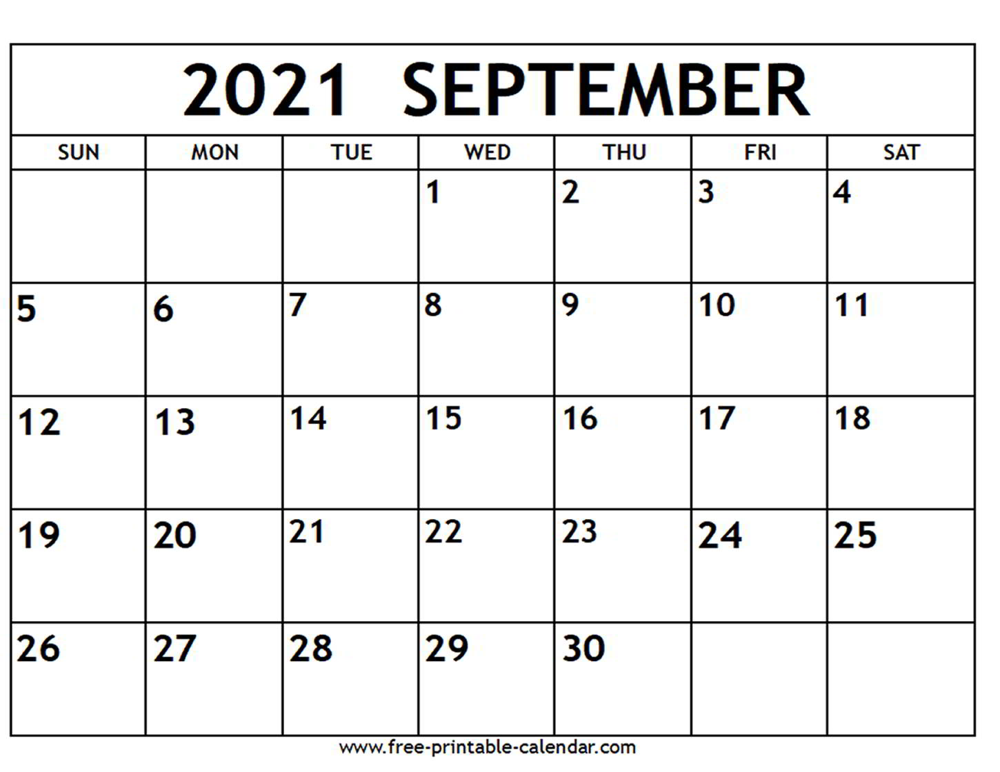 2021 SEPTEMBER
SUN MON TUE WED THU FRI SAT
1 2 3 4
5 6 7 8 9 10 11
12 13 14 15 16 17 18
19 20 21 22 23 24 25
26 27 28 29 30
www.free-printable-calendar.com